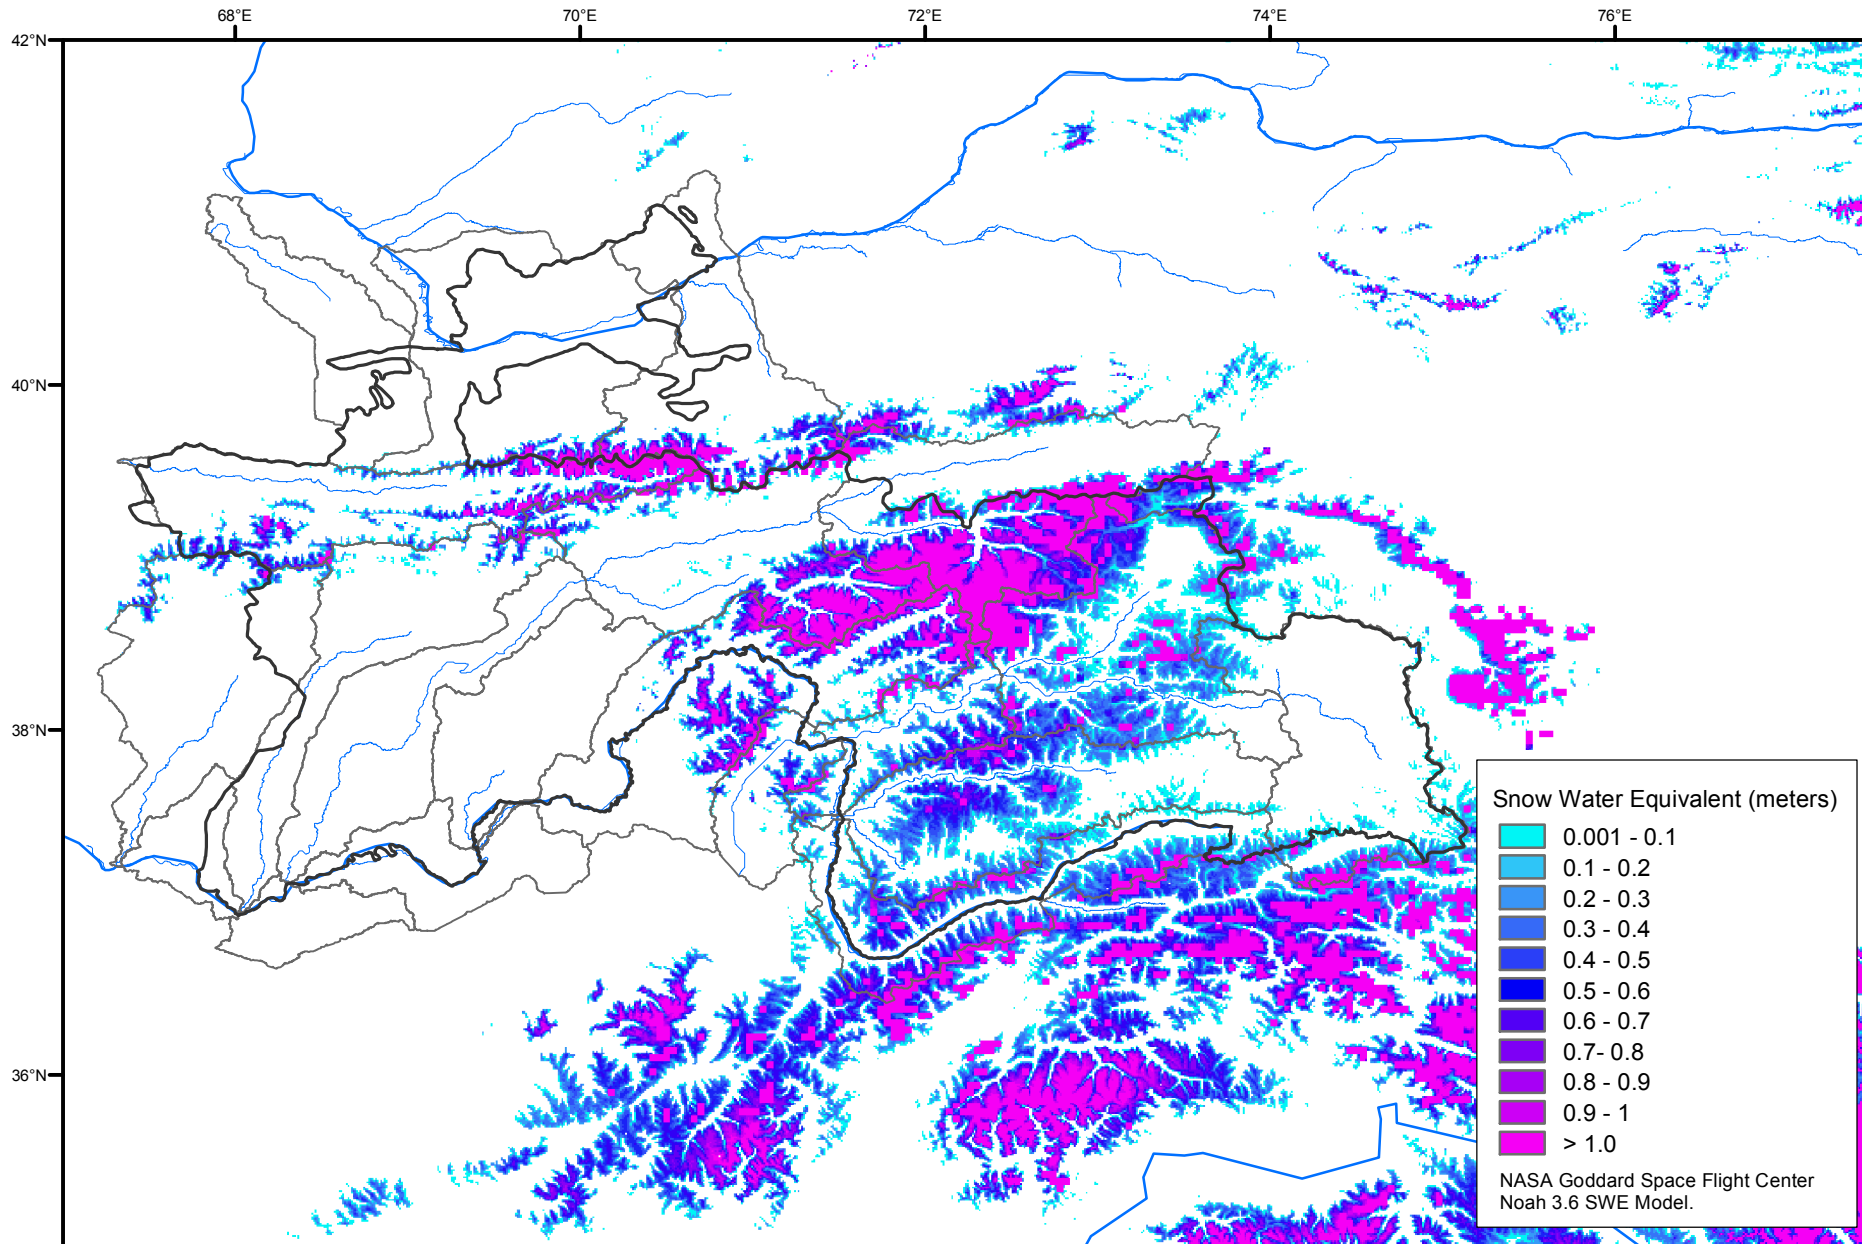 68°E 70°E 72°E 74°E 76°E
42°N
40°N
38°N
36°N
Snow Water Equivalent (meters)
0.001 - 0.1
0.1 - 0.2
0.2 - 0.3
0.3 - 0.4
0.4 - 0.5
0.5 - 0.6
0.6 - 0.7
0.7- 0.8
0.8 - 0.9
0.9 - 1
> 1.0
NASA Goddard Space Flight Center
Noah 3.6 SWE Model.